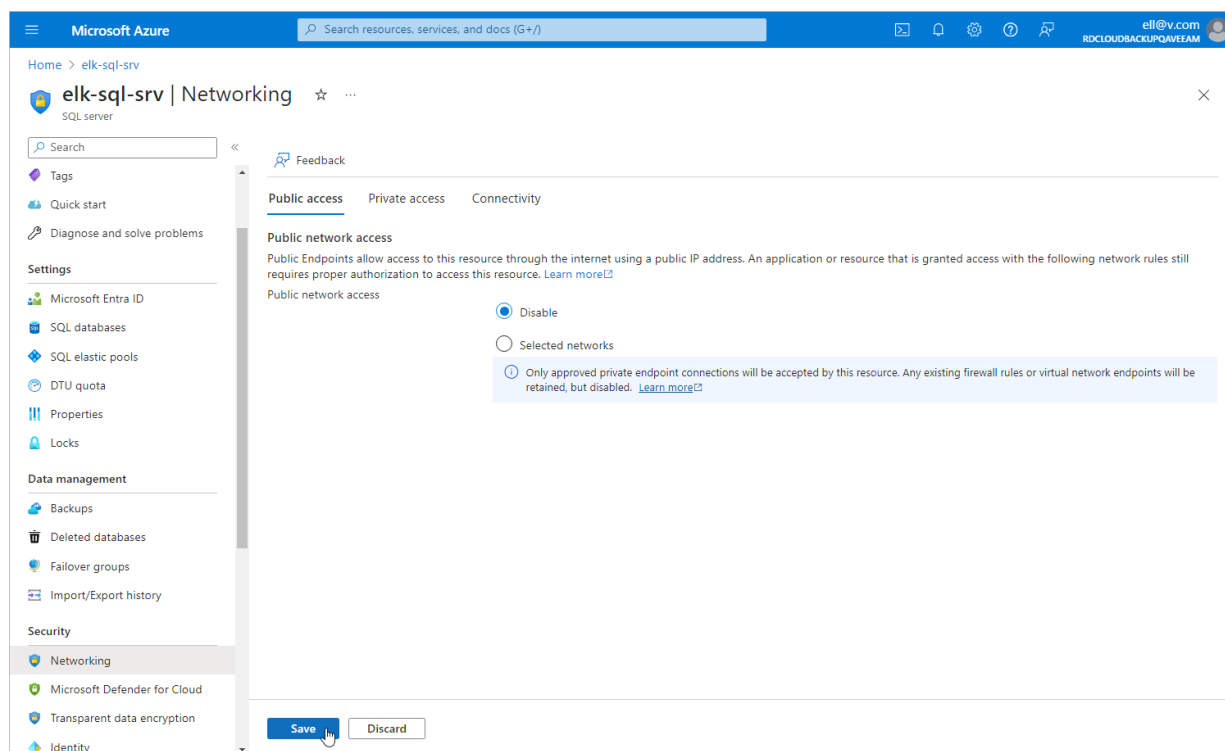 Microsoft Azure
Search resources, services, and docs (G+/)
ell@v.com
RDCLOUDBACKUPQAVEEAM
Home > elk-sql-srv
elk-sql-srv | Networking
SQL server
Search
Tags
Quick start
Diagnose and solve problems
Settings
Microsoft Entra ID
SQL databases
SQL elastic pools
DTU quota
Properties
Locks
Data management
Backups
Deleted databases
Failover groups
Import/Export history
Security
Networking
Microsoft Defender for Cloud
Transparent data encryption
Identity
Feedback
Public access Private access Connectivity
Public network access
Public Endpoints allow access to this resource through the internet using a public IP address. An application or resource that is granted access with the following network rules still
requires proper authorization to access this resource. Learn more
Public network access
Disable
Selected networks
Only approved private endpoint connections will be accepted by this resource. Any existing firewall rules or virtual network endpoints will be
retained, but disabled. Learn more
Save Discard